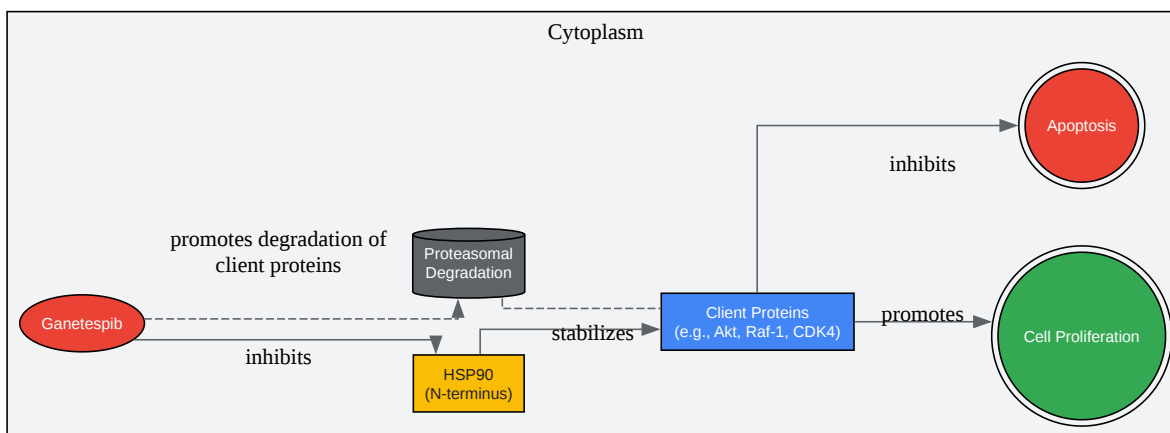 Cytoplasm
Apoptosis
inhibits
promotes degradation of
client proteins
Proteasomal
Degradation
Ganetespib
inhibits
HSP90
(N-terminus)
stabilizes
Client Proteins
(e.g., Akt, Raf-1, CDK4)
promotes
Cell Proliferation